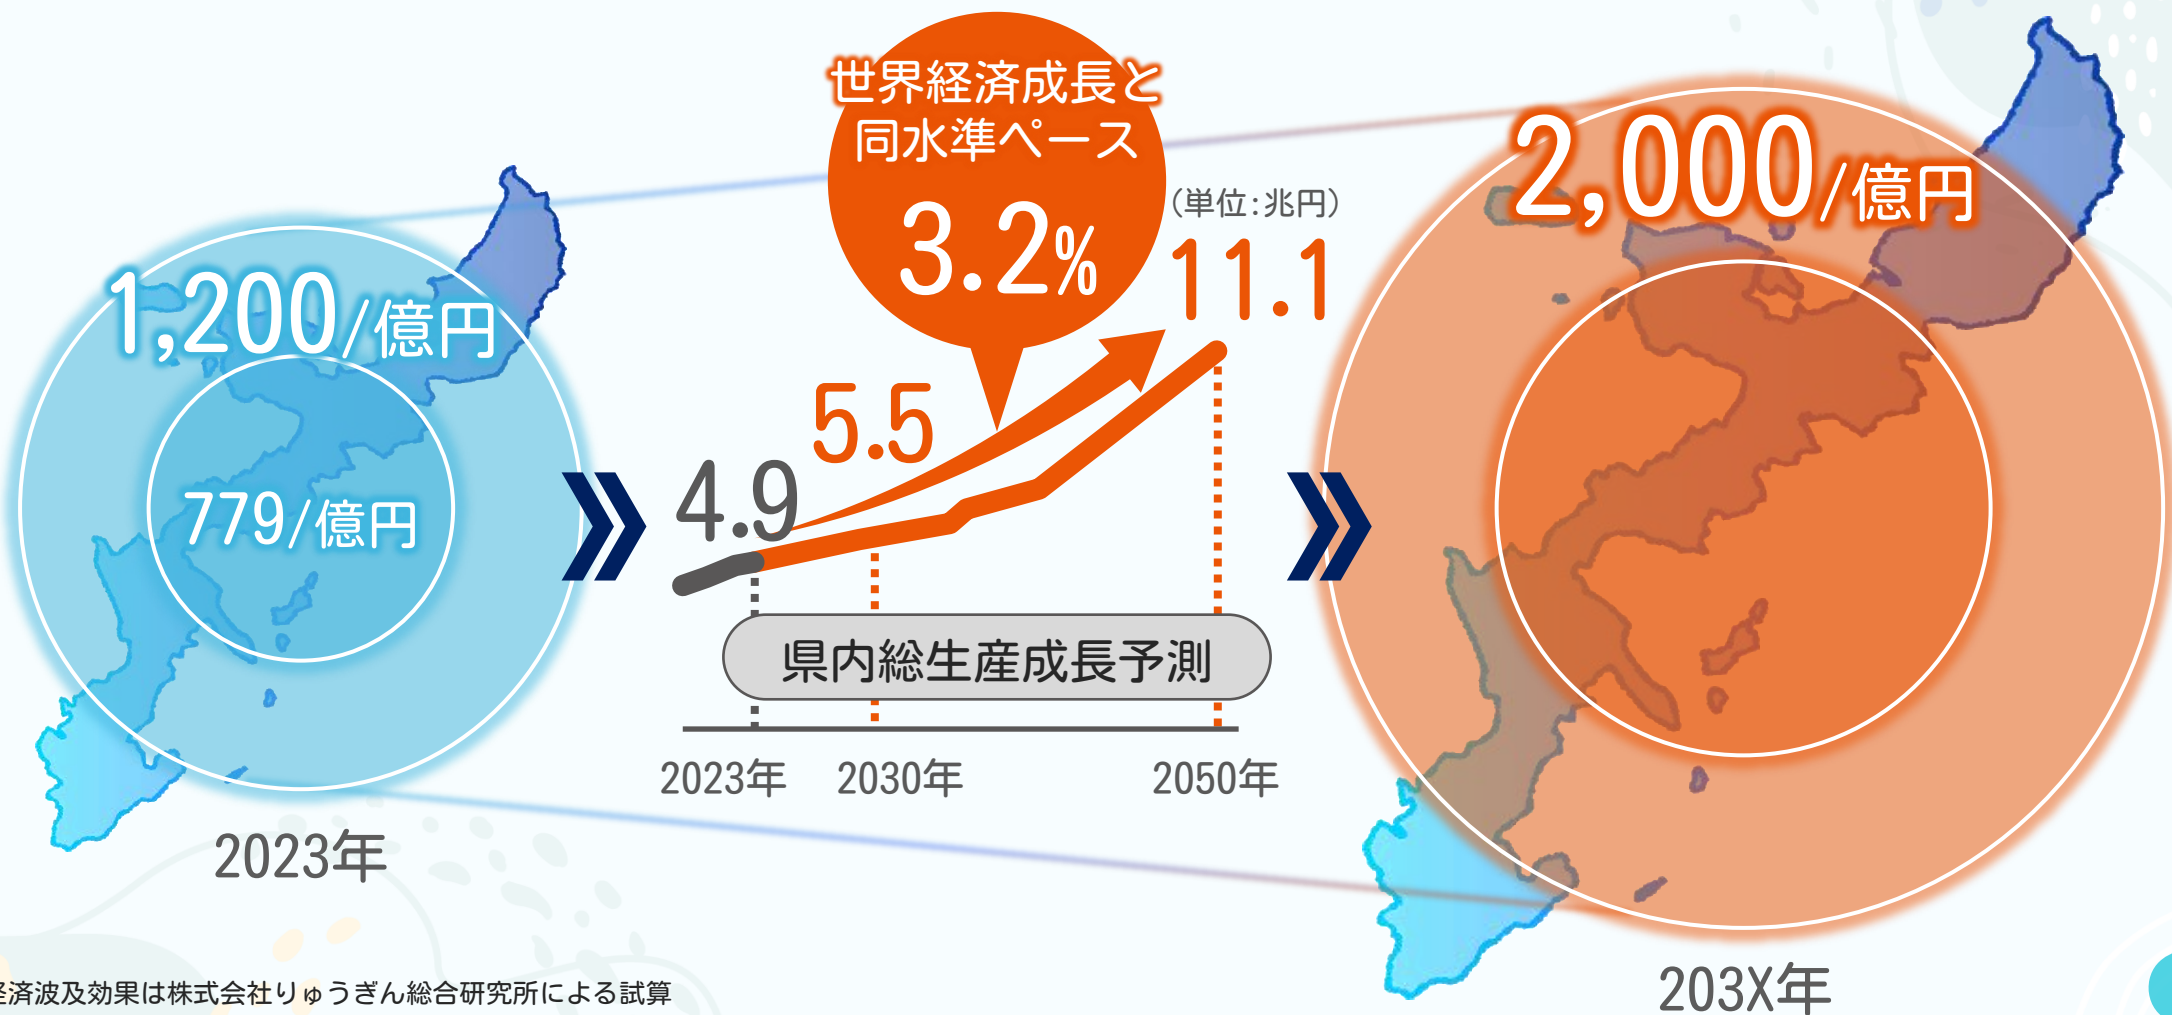 1,200/億円
779/億円
2023年
世界経済成長と
同水準ペース
3.2%
(単位:兆円)
4.9
5.5
11.1
県内総生産成長予測
2023年
2030年
2050年
2,000/億円
203X年
済波及効果は株式会社りゅうぎん総合研究所による試算